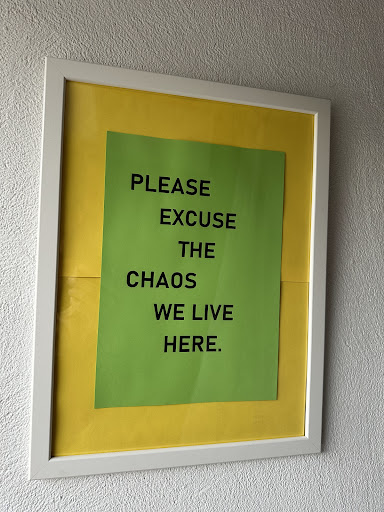 PLEASE
EXCUSE
THE
CHAOS
WE LIVE
HERE.